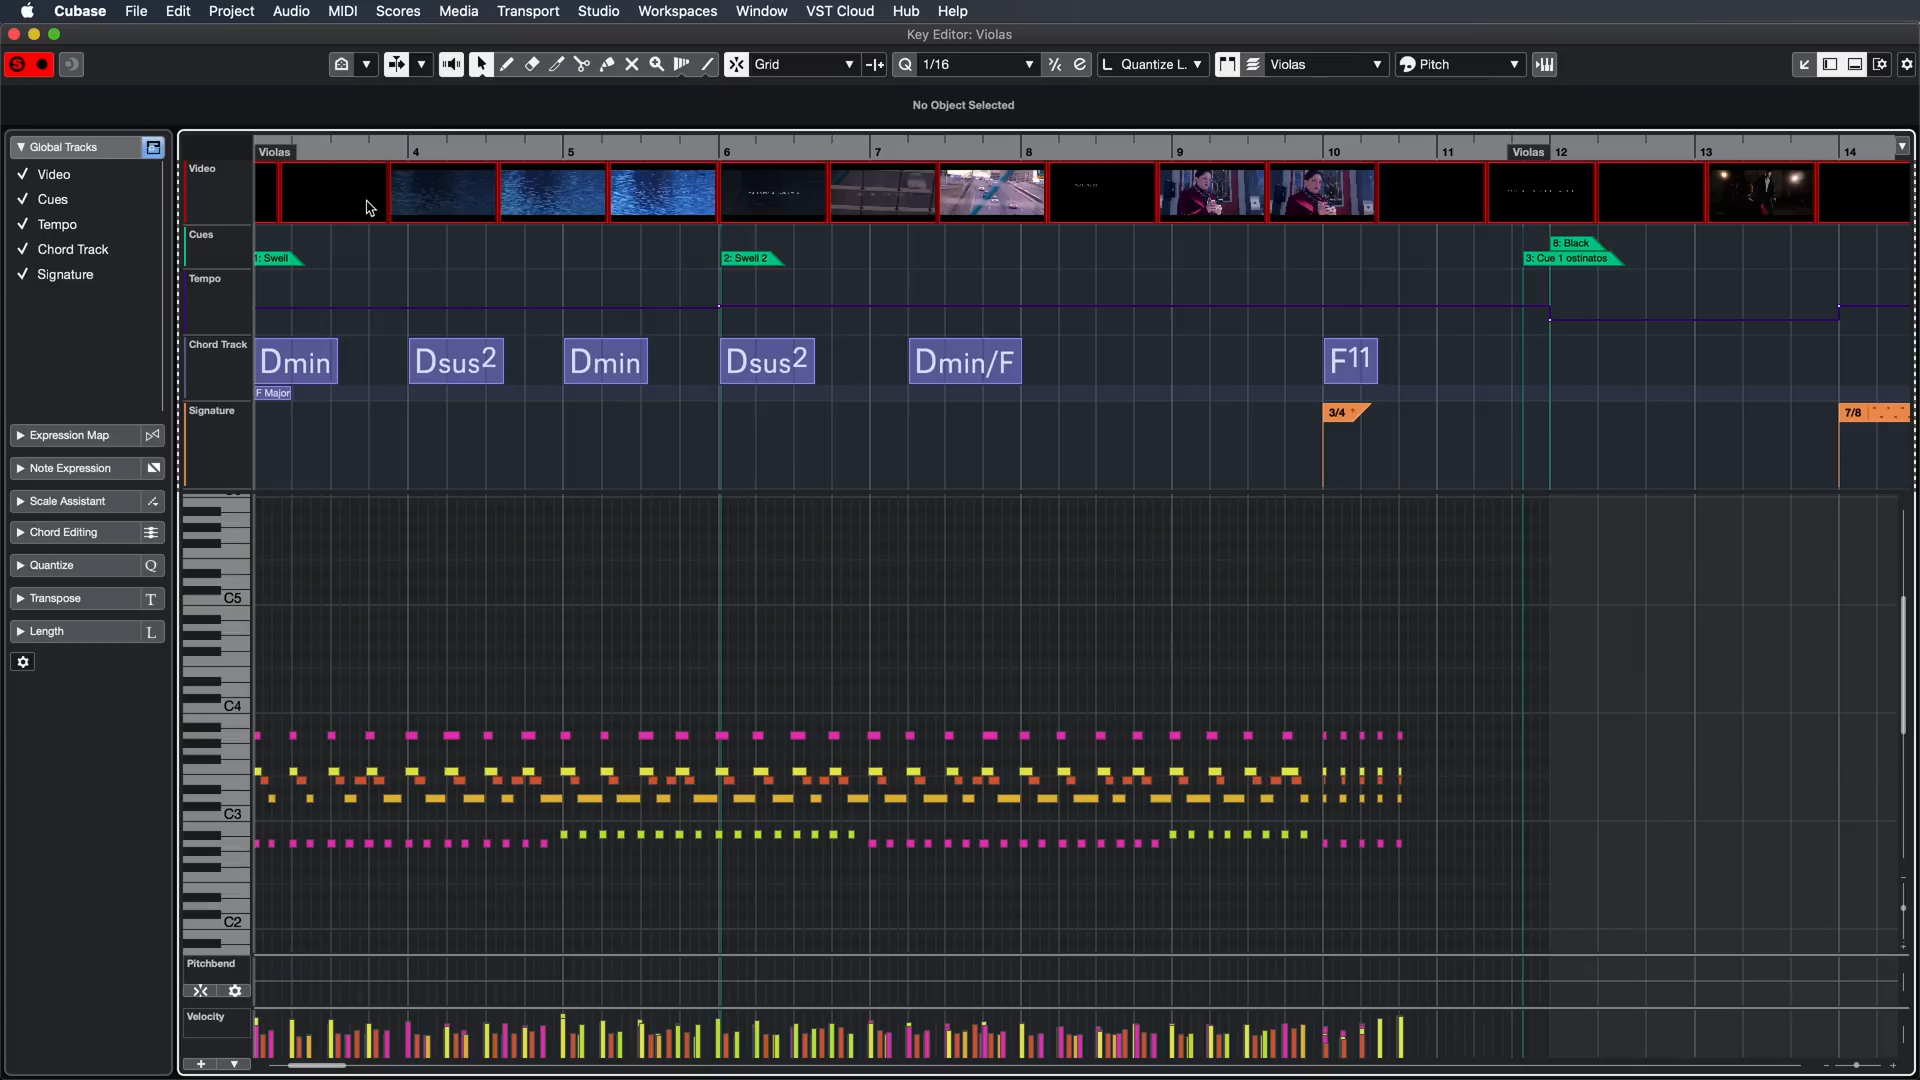 Cubase File Edit Project Audio MIDI Scores Media Transport Studio Workspaces Window VST Cloud Hub Help
Key Editor: Violas
Grid Q 1/16 L Quantize L. Violas Pitch
No Object Selected
Global Tracks
Video
Cues
Tempo
Chord Track
Signature
Expression Map
Note Expression
Scale Assistant
Chord Editing
Quantize Q
Transpose T
Length L
Violas 4 5 6 7 8 9 10 11 Violas 12 13 14
Video
Cues
8: Black
1: Swell 2: Swell 2 3: Cue 1 ostinatos
Tempo
Chord Track
Dmin Dsus2 Dmin Dsus2 Dmin/F F11
F Major
Signature
3/4 7/8
C5
C4
C3
C2
Pitchbend
Velocity